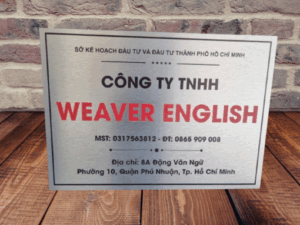 SỞ KẾ HOẠCH ĐẦU TƯ VÀ ĐẦU TƯ THÀNH PHỐ HỒ CHÍ MINH
CÔNG TY TNHH
WEAVER ENGLISH
MST: 0317563512 - ĐT: 0865 909 008
Địa chỉ: 8A Đặng Văn Ngữ
Phường 10, Quận Phú Nhuận, Tp. Hồ Chí Minh